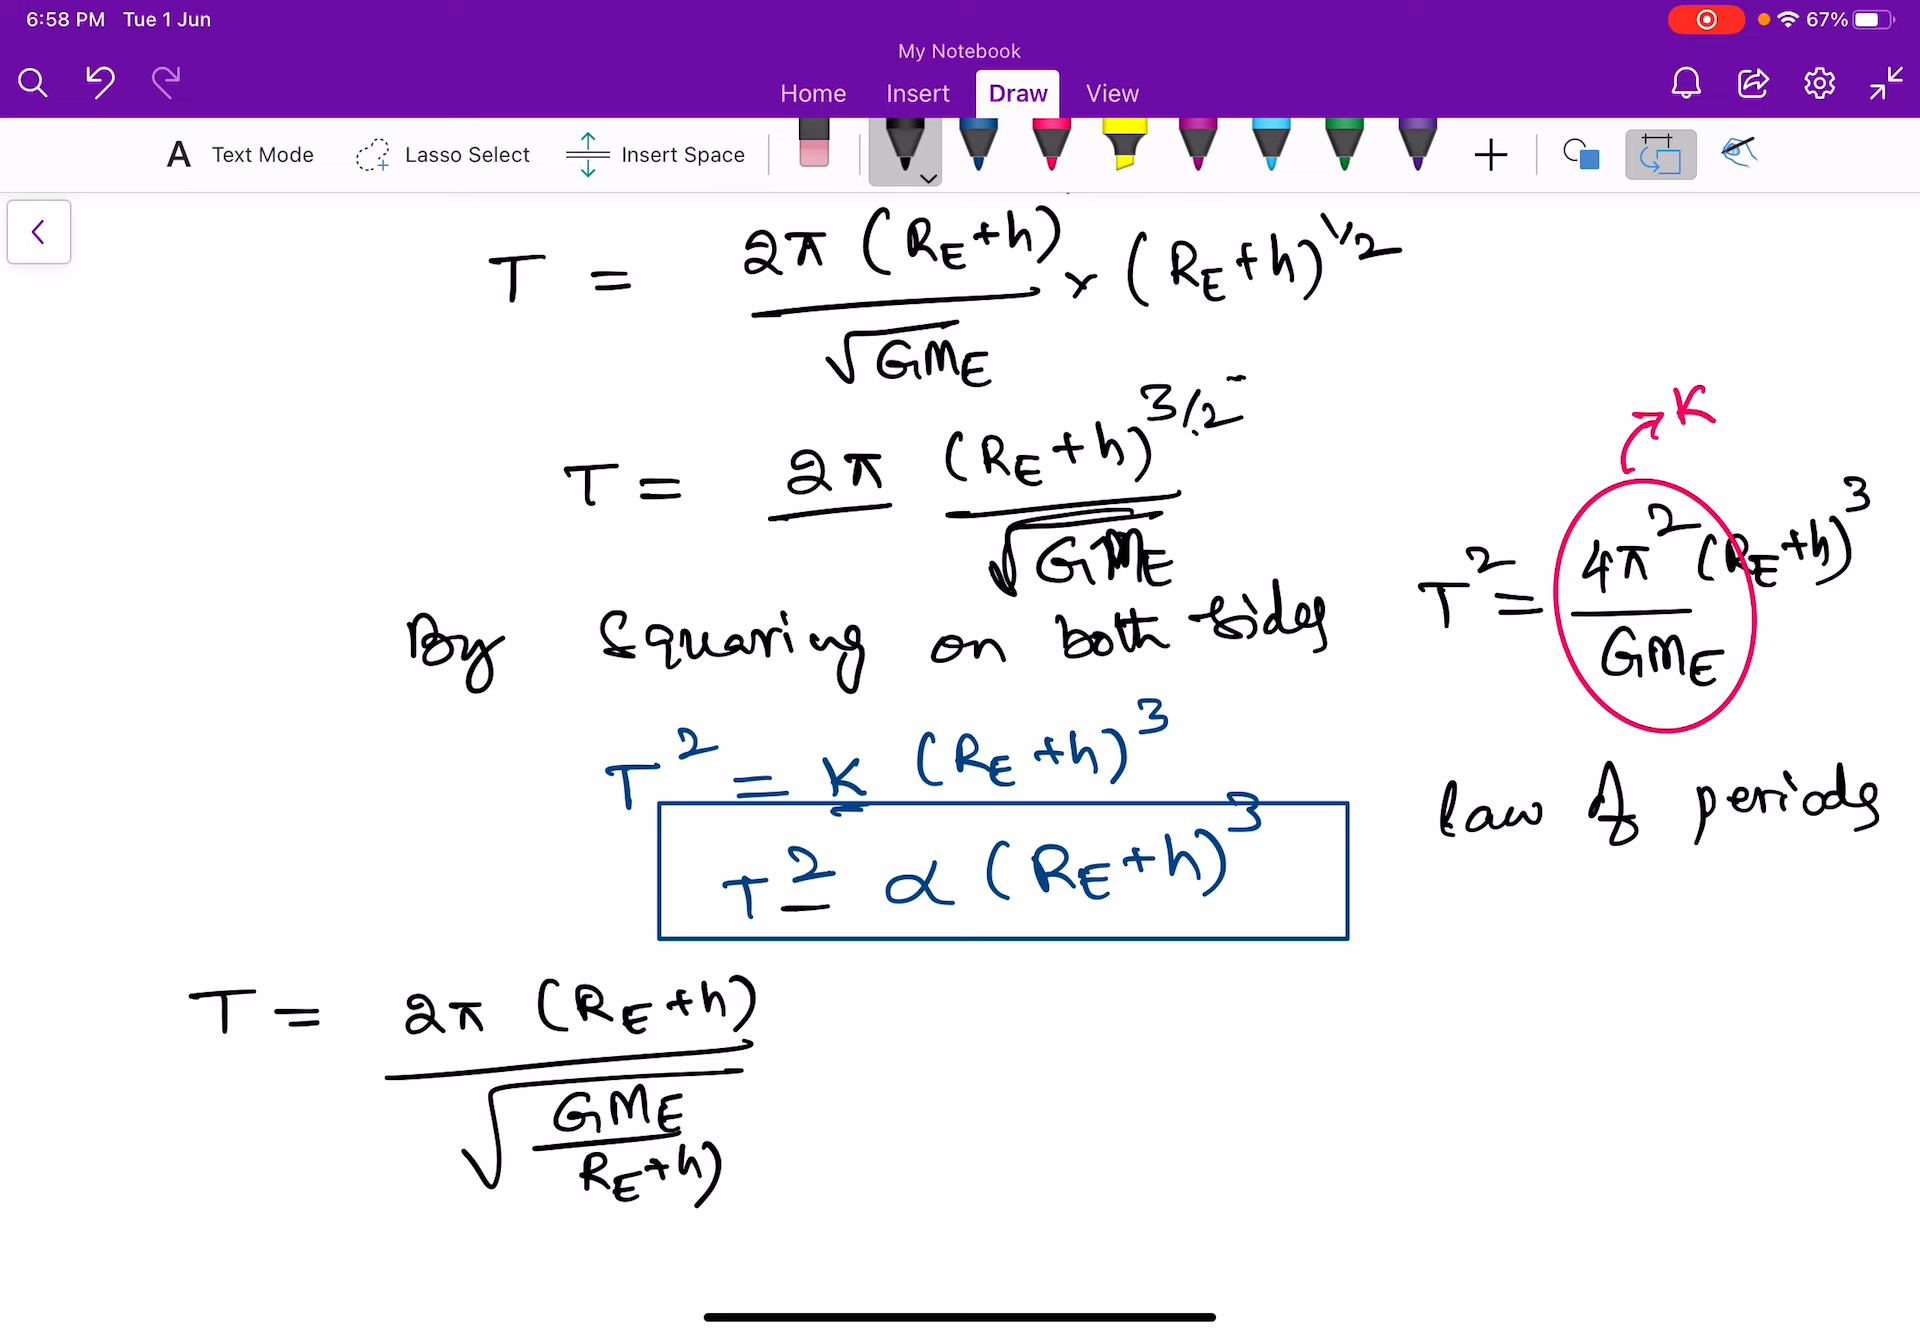 6:58 PM Tue 1 Jun 67%
My Notebook
Home Insert Draw View
A Text Mode Lasso Select Insert Space
T = 2π (RE+h) / √GME × (RE+h)^1/2
T = 2π (RE+h)^3/2 / √GME
K
T² = 4π² (RE+h)³ / GME
By Squaring on both sides
T² = K (RE+h)³
law of periods
T² α (RE+h)³
T = 2π (RE+h) / √(GME / RE+h)